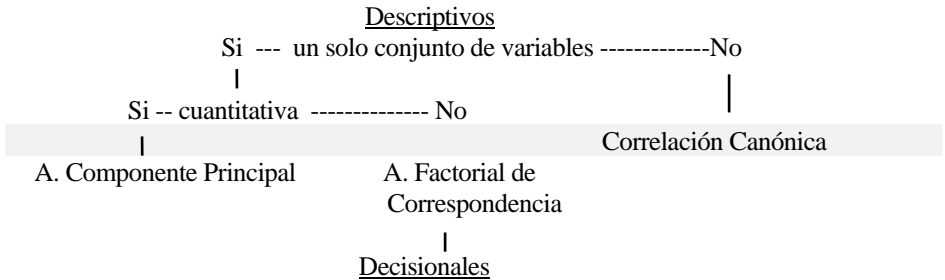 Descriptivos
Si --- un solo conjunto de variables -------------No
Si -- cuantitativa -------------- No
Correlación Canónica
A. Componente Principal A. Factorial de
Correspondencia
Decisionales